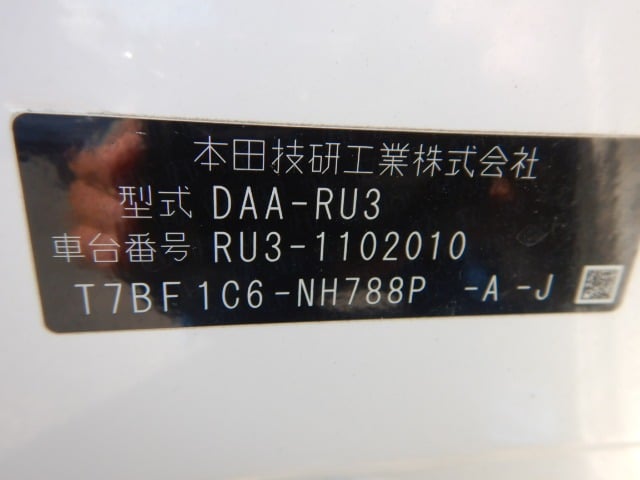 本田技研工業株式会社
型式 DAA-RU3
車台番号 RU3-1102010
T7BF1C6-NH788P -A-J